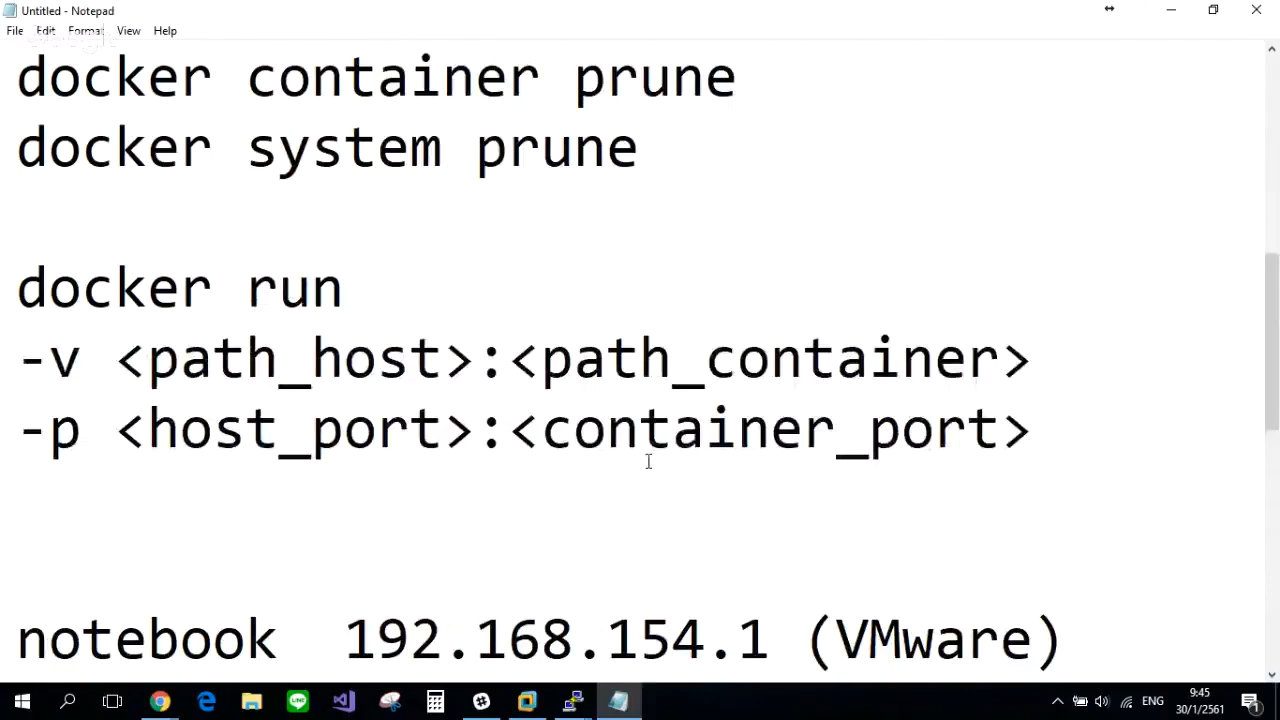 Untitled - Notepad
File Edit Format View Help
docker container prune
docker system prune
docker run
-v <path_host>:<path_container>
-p <host_port>:<container_port>
notebook 192.168.154.1 (VMware)
ENG
9:45
30/1/2561